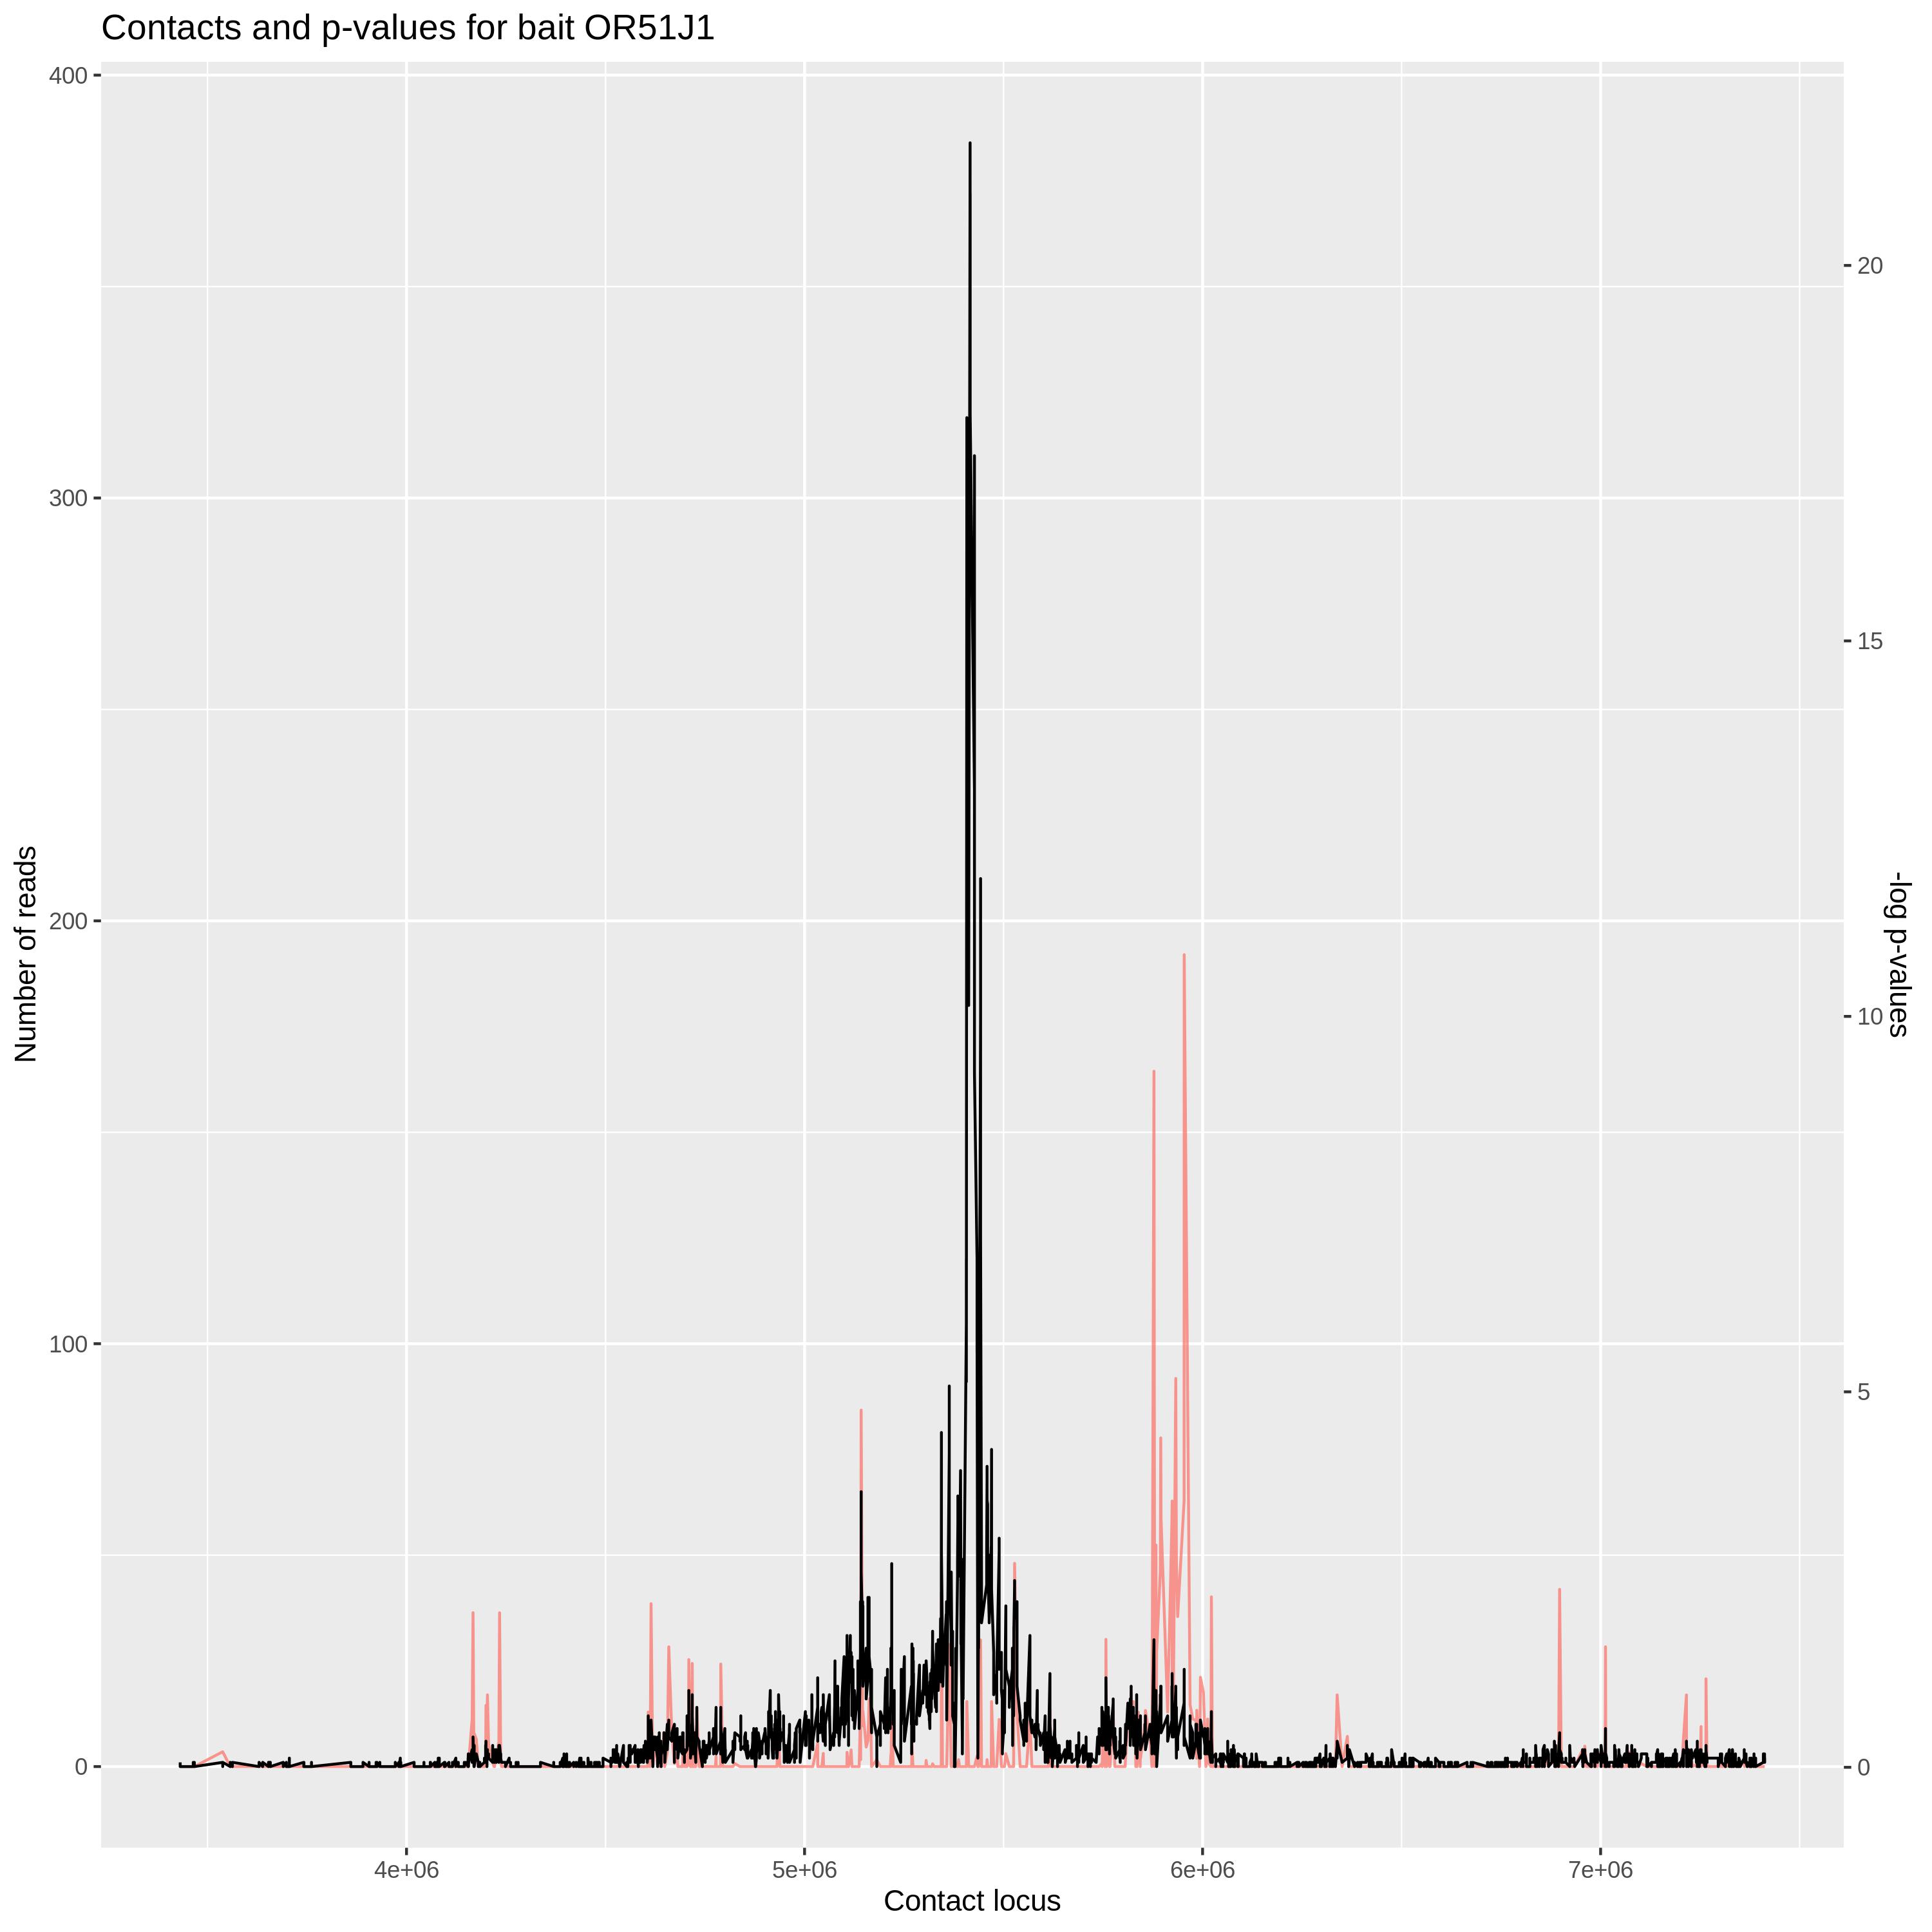 Contacts and p-values for bait OR51J1
400
300
200
100
0
Number of reads
20
15
10
5
0
-log p-values
4e+06
5e+06
6e+06
7e+06
Contact locus